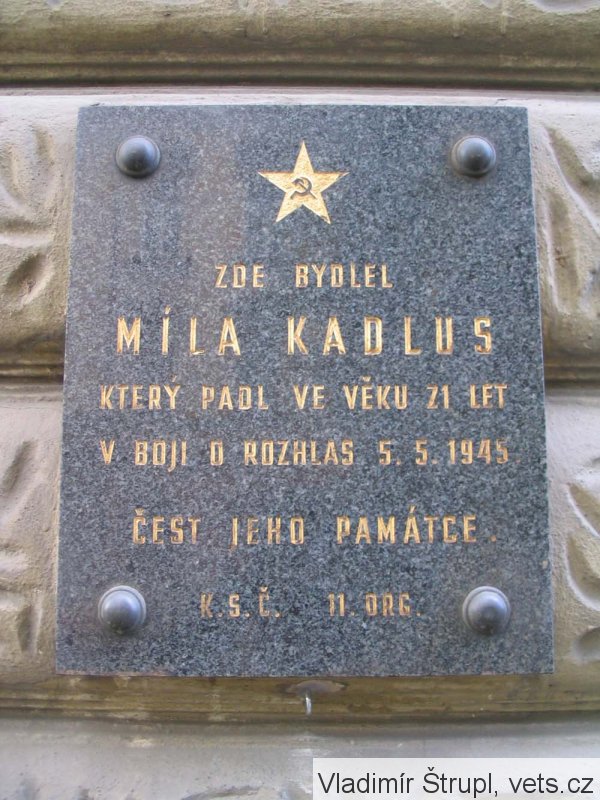 ZDE BYDLEL
MÍLA KADLUS
KTERÝ PADL VE VĚKU 21 LET
V BOJI O ROZHLAS 5. 5. 1945.
ČEST JEHO PAMÁTCE.
K.S.Č. 11. ORG.
Vladimír Štrupl, vets.cz